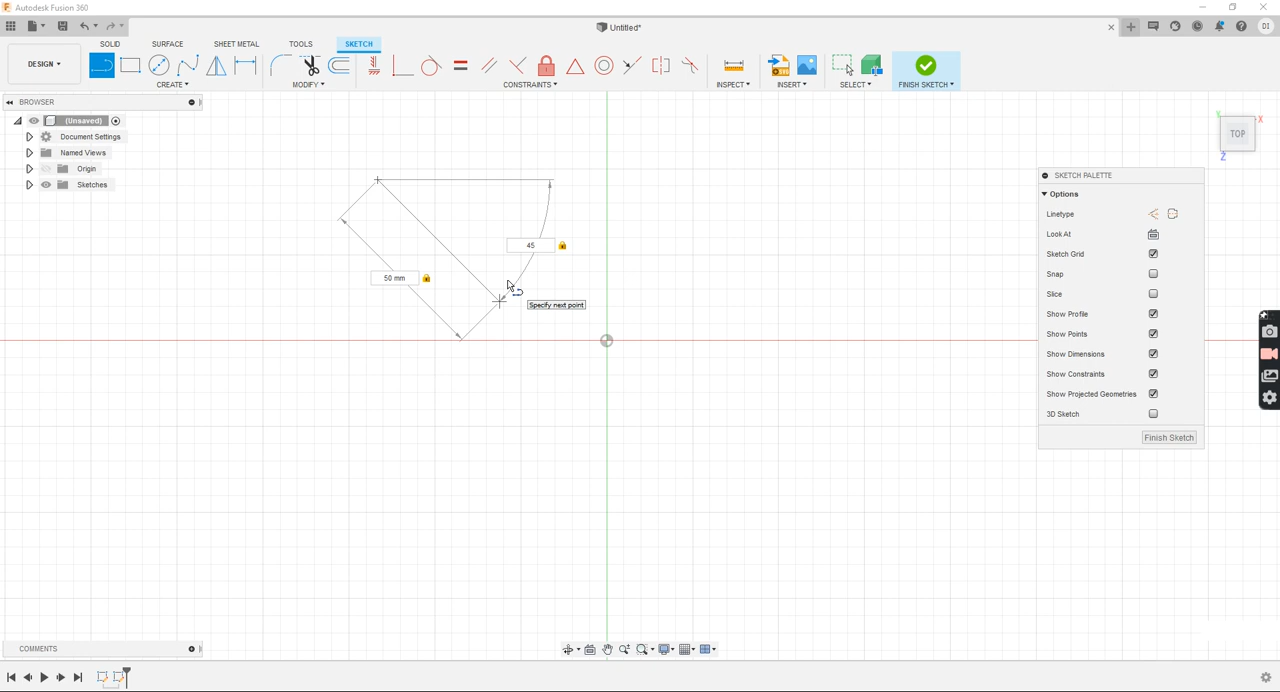 Autodesk Fusion 360
Untitled*
DI
SOLID SURFACE SHEET METAL TOOLS SKETCH
DESIGN
CREATE MODIFY CONSTRAINTS INSPECT INSERT SELECT FINISH SKETCH
BROWSER
(Unsaved)
Document Settings
Named Views
Origin
Sketches
Y
X
TOP
Z
SKETCH PALETTE
Options
Linetype
Look At
Sketch Grid
Snap
Slice
Show Profile
Show Points
Show Dimensions
Show Constraints
Show Projected Geometries
3D Sketch
Finish Sketch
45
50 mm
Specify next point
COMMENTS